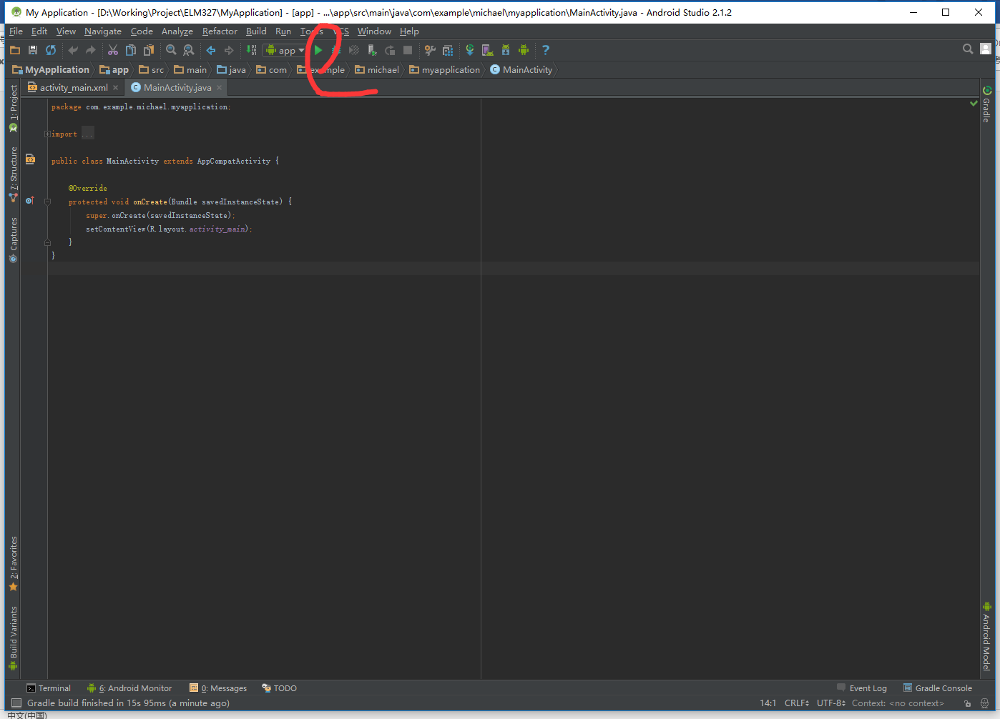 My Application - [D:\Working\Project\ELM327\MyApplication] - [app] - ...\app\src\main\java\com\example\michael\myapplication\MainActivity.java - Android Studio 2.1.2
File Edit View Navigate Code Analyze Refactor Build Run Tools VCS Window Help
app
MyApplication app src main java com example michael myapplication MainActivity
activity_main.xml MainActivity.java
package com.example.michael.myapplication;
import ...
public class MainActivity extends AppCompatActivity {
@Override
protected void onCreate(Bundle savedInstanceState) {
super.onCreate(savedInstanceState);
setContentView(R.layout.activity_main);
}
}
1: Project
7: Structure
Captures
2: Favorites
Build Variants
Gradle
Android Model
Terminal 6: Android Monitor 0: Messages TODO Event Log Gradle Console
Gradle build finished in 15s 95ms (a minute ago) 14:1 CRLF UTF-8 Context: <no context>
中文(中国)